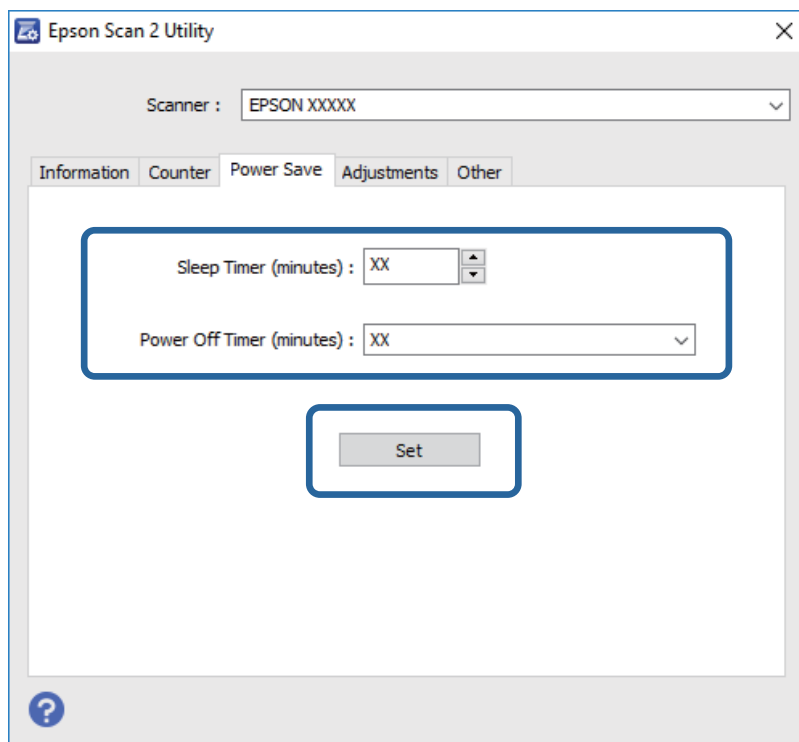 Epson Scan 2 Utility
Scanner : EPSON XXXXX
Information Counter Power Save Adjustments Other
Sleep Timer (minutes) : XX
Power Off Timer (minutes) : XX
Set
?